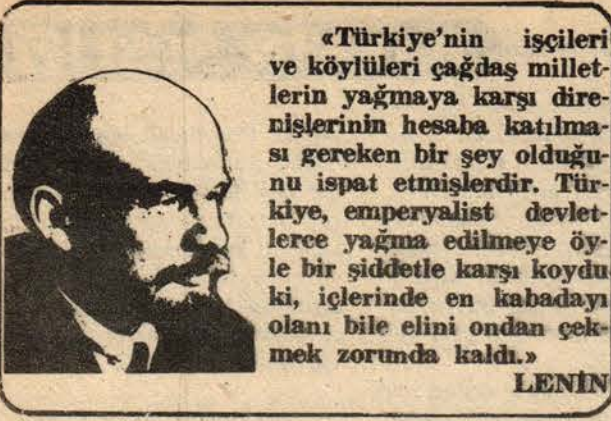 «Türkiye'nin işçileri
ve köylüleri çağdaş millet-
lerin yağmaya karşı dire-
nişlerinin hesaba katılma-
sı gereken bir şey olduğu-
nu ispat etmişlerdir. Tür-
kiye, emperyalist devlet-
lerce yağma edilmeye öy-
le bir şiddetle karşı koydu
ki, içlerinde en kabadayı
olanı bile elini ondan çek-
mek zorunda kaldı.»
LENİN